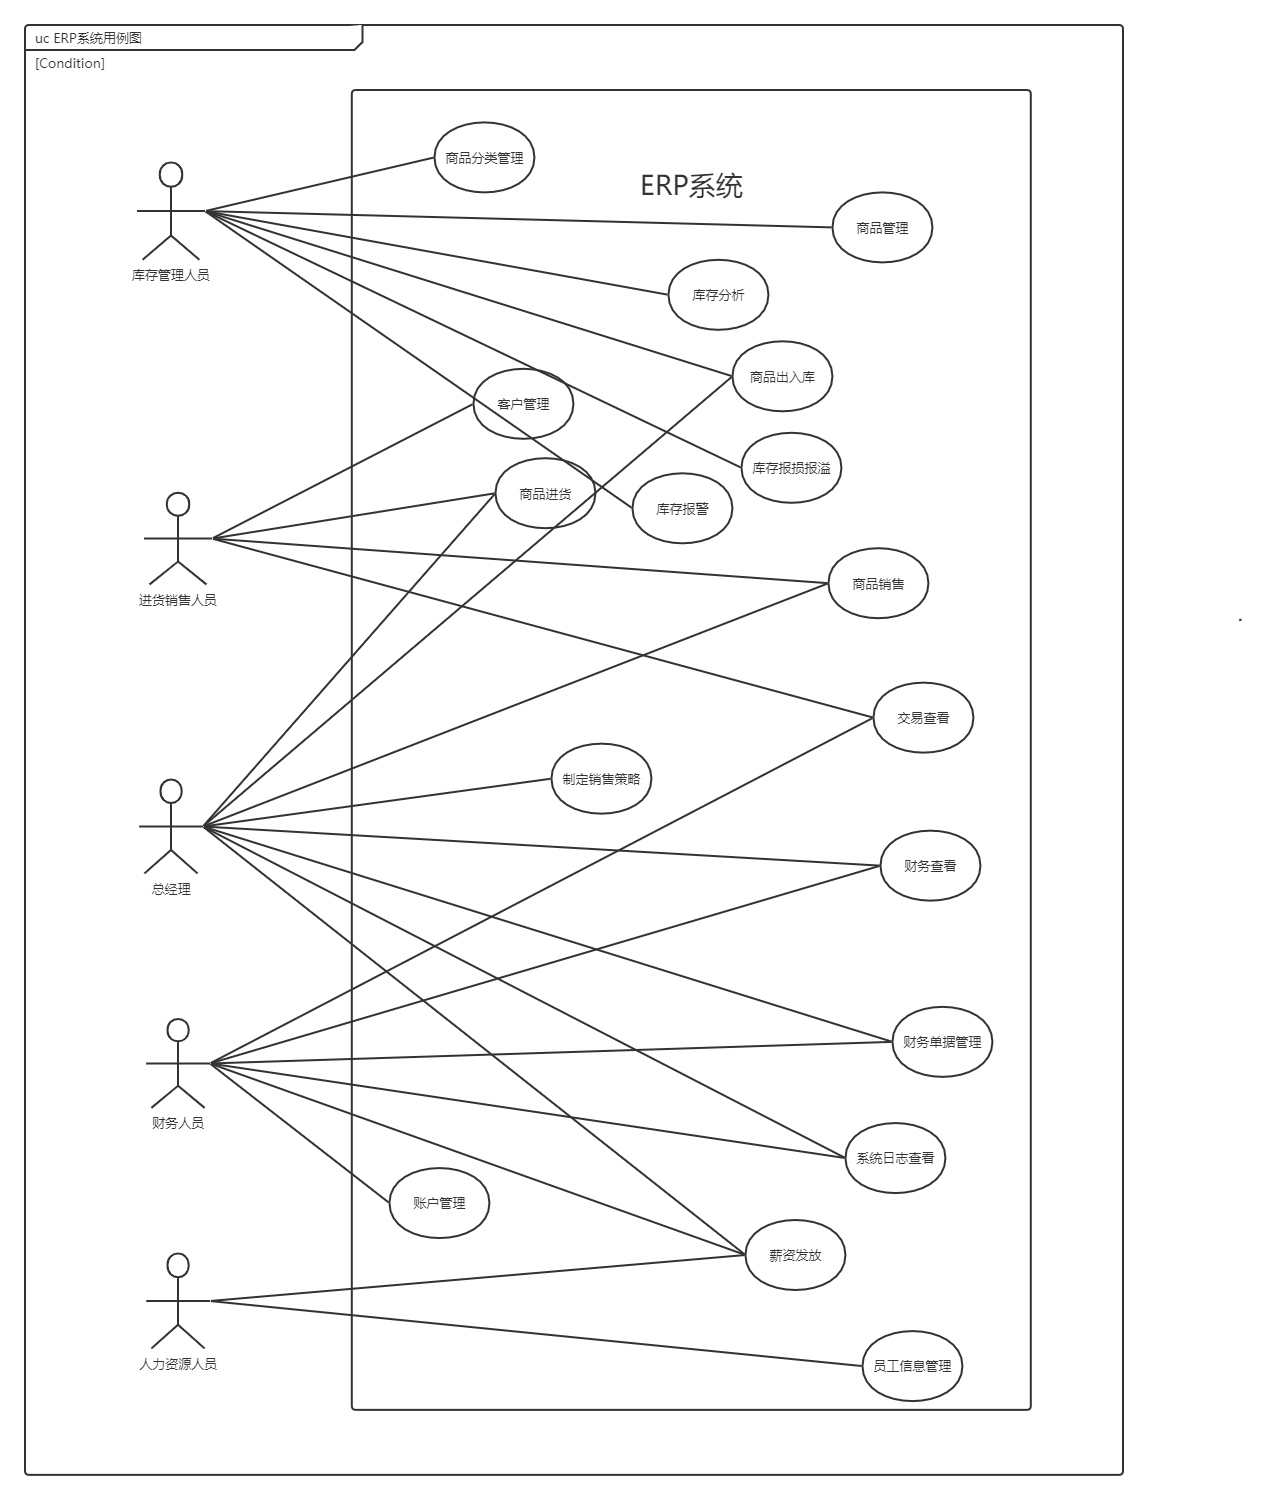 uc ERP系统用例图
[Condition]
商品分类管理
ERP系统
商品管理
库存管理人员
库存分析
商品出入库
客户管理
库存报损报溢
商品进货
库存报警
商品销售
进货销售人员
交易查看
制定销售策略
财务查看
总经理
财务单据管理
财务人员
系统日志查看
账户管理
薪资发放
人力资源人员
员工信息管理